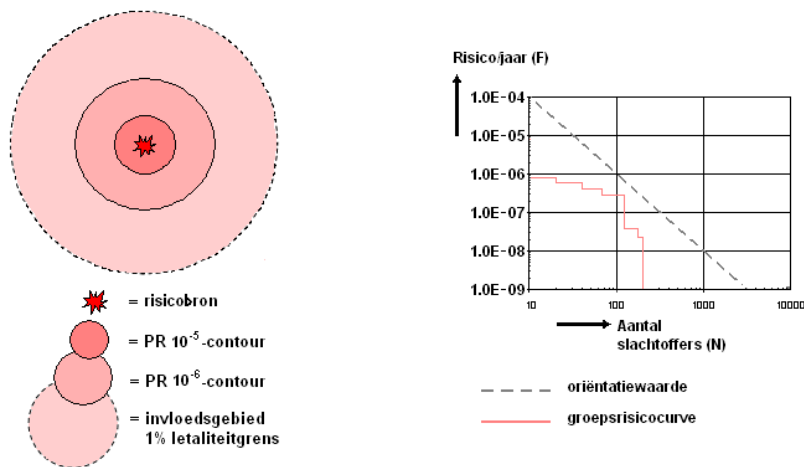 = risicobron
= PR 10⁻⁵-contour
= PR 10⁻⁶-contour
= invloedsgebied
1% letaliteitgrens
Risico/jaar (F)
1.0E-04
1.0E-05
1.0E-06
1.0E-07
1.0E-08
1.0E-09
10 100 1000 10000
Aantal
slachtoffers (N)
oriëntatiewaarde
groepsrisicocurve